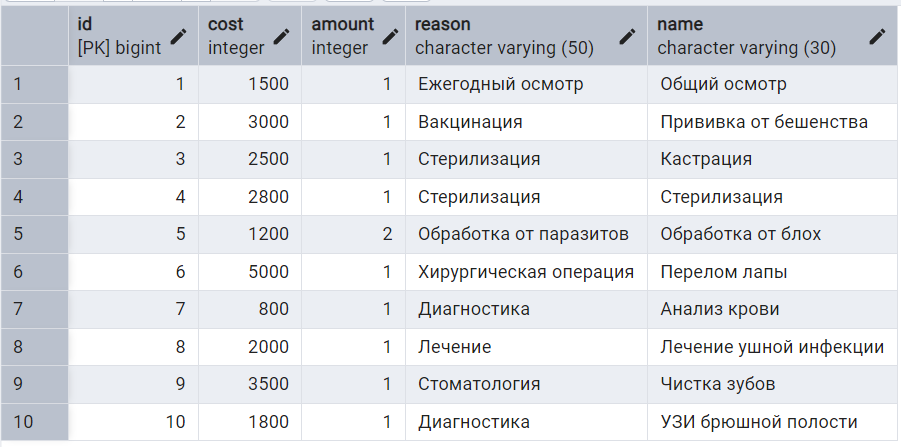 id cost amount reason name
[PK] bigint integer integer character varying (50) character varying (30)
1 1 1500 1 Ежегодный осмотр Общий осмотр
2 2 3000 1 Вакцинация Прививка от бешенства
3 3 2500 1 Стерилизация Кастрация
4 4 2800 1 Стерилизация Стерилизация
5 5 1200 2 Обработка от паразитов Обработка от блох
6 6 5000 1 Хирургическая операция Перелом лапы
7 7 800 1 Диагностика Анализ крови
8 8 2000 1 Лечение Лечение ушной инфекции
9 9 3500 1 Стоматология Чистка зубов
10 10 1800 1 Диагностика УЗИ брюшной полости